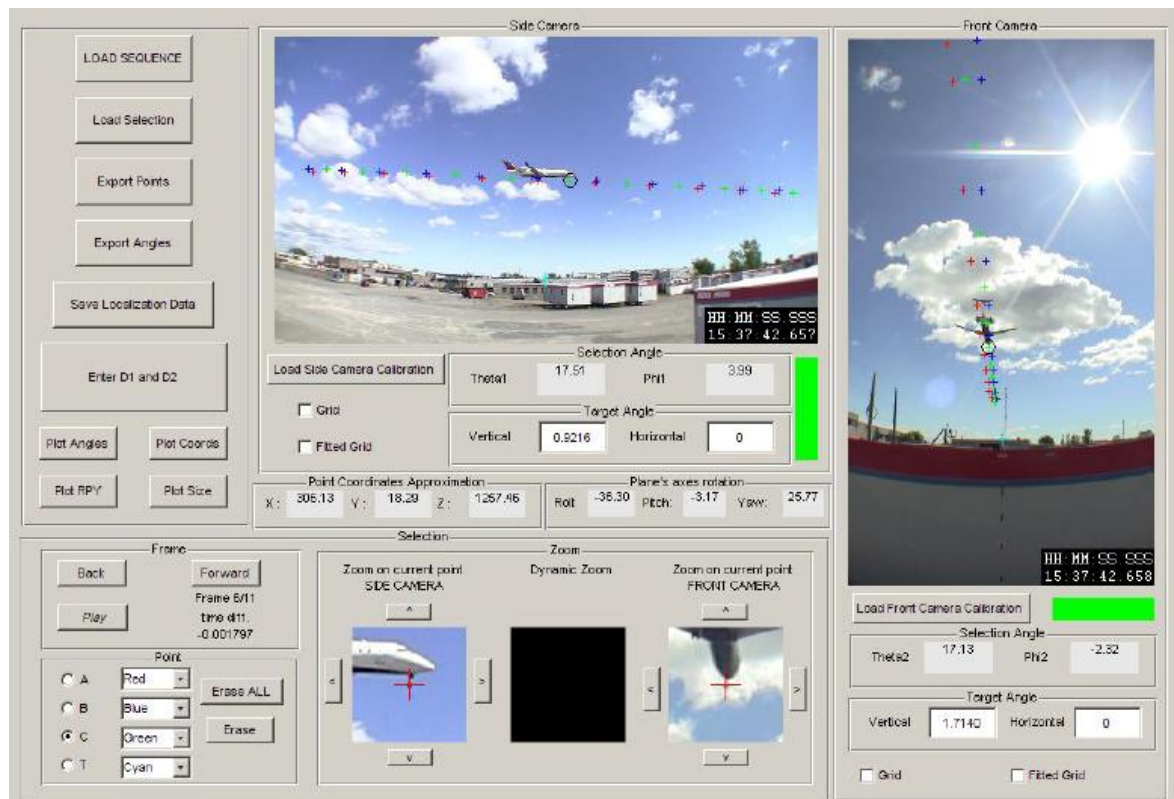 LOAD SEQUENCE
Load Selection
Export Points
Export Angles
Save Localization Data
Enter D1 and D2
Plot Angles
Plot Coords
Plot RPY
Plot Size
Side Camera
HH:MM:SS.SSS
15:37:42.657
Load Side Camera Calibration
Grid
Fitted Grid
Selection Angle
Theta1 17.51 Phi1 3.99
Target Angle
Vertical 0.9216 Horizontal 0
Point Coordinates Approximation
X: 306.13 Y: 18.29 Z: 1257.46
Plane's axes rotation
Roll: -36.30 Pitch: -3.17 Yaw: 25.77
Front Camera
HH:MM:SS.SSS
15:37:42.658
Load Front Camera Calibration
Selection Angle
Theta2 17.13 Phi2 -2.32
Target Angle
Vertical 1.7140 Horizontal 0
Grid Fitted Grid
Selection
Frame
Back Forward
Play
Frame 6/11
time diff.
-0.001797
Point
A Red
B Blue
C Green
T Cyan
Erase ALL
Erase
Zoom
Zoom on current point
SIDE CAMERA
^
<
>
v
Dynamic Zoom
Zoom on current point
FRONT CAMERA
^
<
>
v